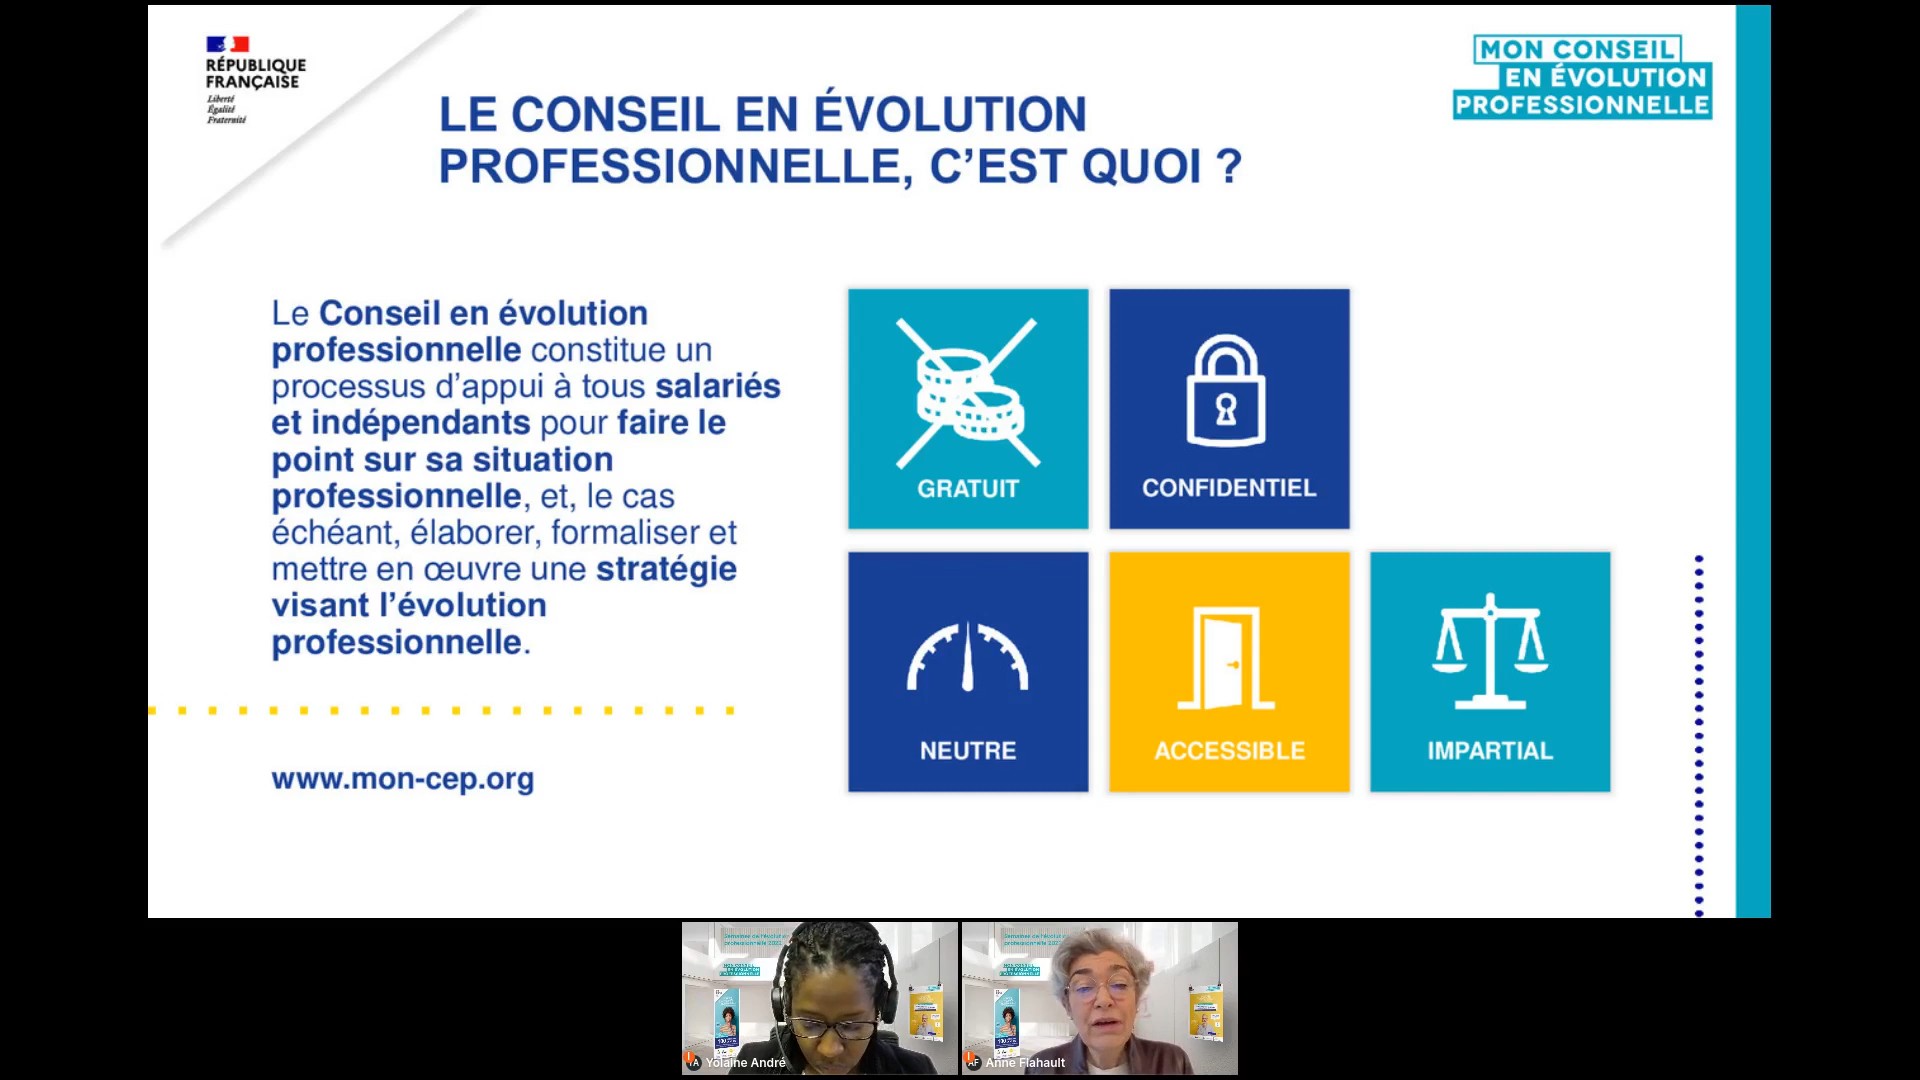 RÉPUBLIQUE
FRANÇAISE
Liberté
Égalité
Fraternité
MON CONSEIL
EN ÉVOLUTION
PROFESSIONNELLE
LE CONSEIL EN ÉVOLUTION
PROFESSIONNELLE, C’EST QUOI ?
Le Conseil en évolution
professionnelle constitue un
processus d’appui à tous salariés
et indépendants pour faire le
point sur sa situation
professionnelle, et, le cas
échéant, élaborer, formaliser et
mettre en œuvre une stratégie
visant l’évolution
professionnelle.
www.mon-cep.org
GRATUIT
CONFIDENTIEL
NEUTRE
ACCESSIBLE
IMPARTIAL
YA Yolaine André
AF Anne Flahault